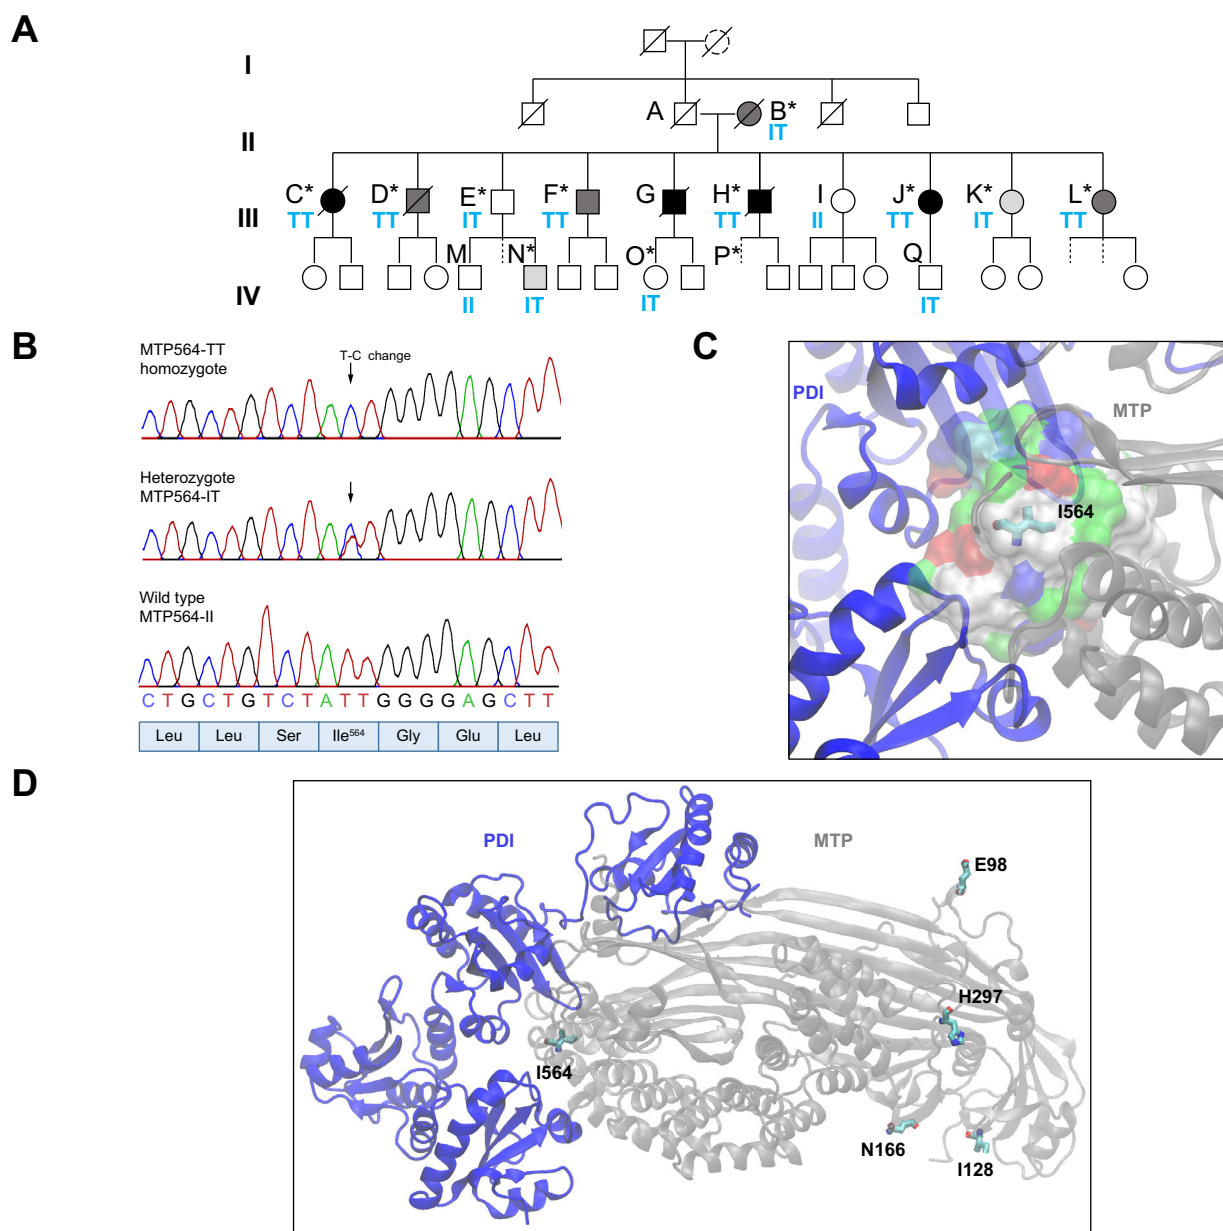 A
I
A
B*
IT
II
C*
D*
E*
F*
G
H*
I
J*
K*
L*
III
TT
TT
IT
TT
TT
II
TT
IT
TT
M
N*
O*
P*
Q
IV
II
IT
IT
IT
B
MTP564-TT
homozygote
T-C change
Heterozygote
MTP564-IT
Wild type
MTP564-II
C T G C T G T C T A T T G G G G A G C T T
Leu Leu Ser Ile564 Gly Glu Leu
C
PDI
MTP
I564
D
PDI
MTP
E98
H297
I564
N166
I128